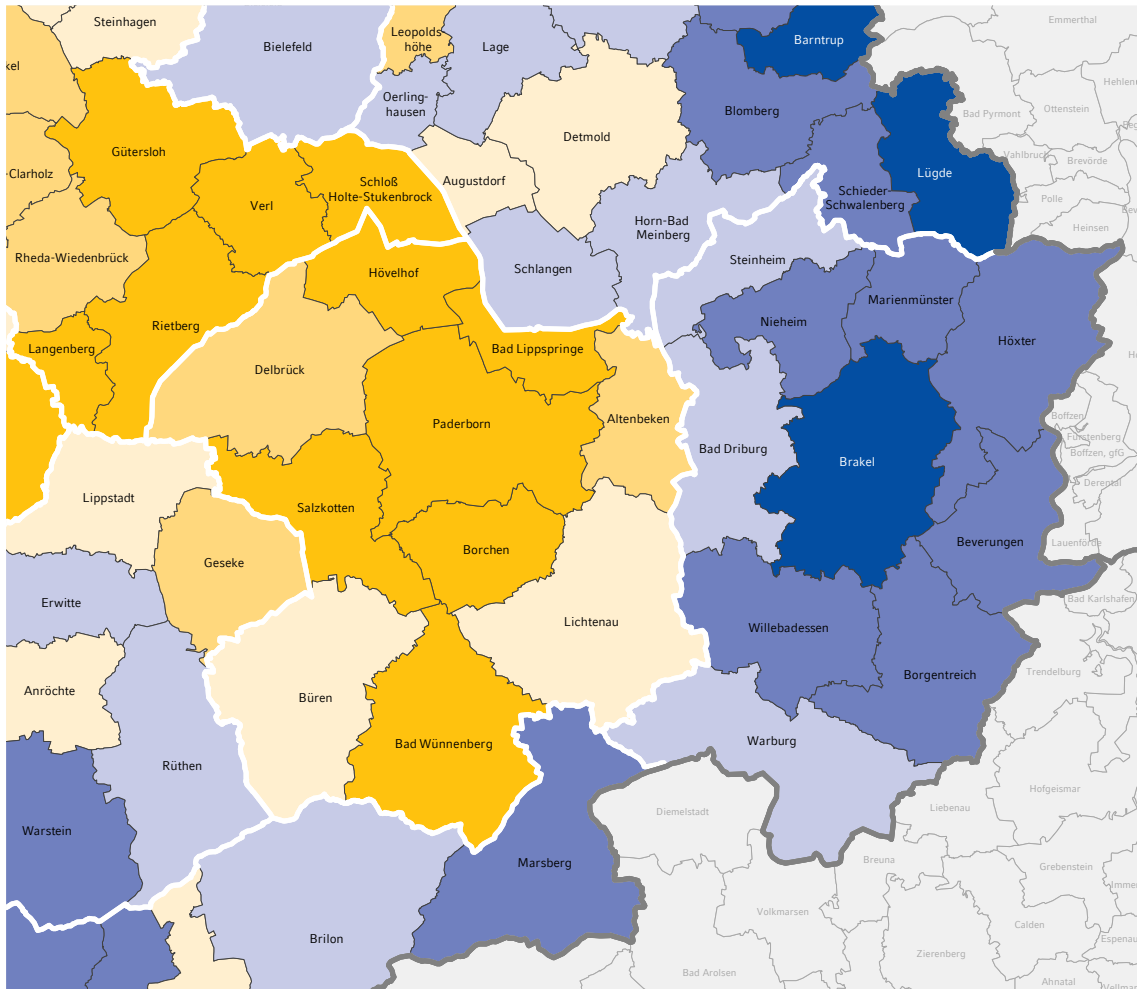 Steinhagen
Bielefeld
Leopolds
höhe
Lage
Barntrup
Emmerthal
kel
Oerling-
hausen
Blomberg
Ottenstein
Bad Pyrmont
Gütersloh
Detmold
-Clarholz
Vahlbruch
Brevörde
Lügde
Augustdorf
Schloß
Holte-Stukenbrock
Verl
Schieder-
Schwalenberg
Polle
Heinsen
Horn-Bad
Meinberg
Rheda-Wiedenbrück
Steinheim
Schlangen
Hövelhof
Marienmünster
Nieheim
Rietberg
Höxter
Langenberg
Bad Lippspringe
Delbrück
Paderborn
Altenbeken
Boffzen
Fürstenberg
Boffzen, gfG
Bad Driburg
Brakel
Derental
Lippstadt
Salzkotten
Borchen
Beverungen
Lauenförde
Geseke
Erwitte
Bad Karlshafen
Lichtenau
Willebadessen
Borgentreich
Trendelburg
Anröchte
Büren
Bad Wünnenberg
Warburg
Rüthen
Hofgeismar
Liebenau
Diemelstadt
Warstein
Marsberg
Breuna
Grebenstein
Imme
Volkmarsen
Calden
Espenau
Brilon
Zierenberg
Bad Arolsen
Ahnatal
Vellmar